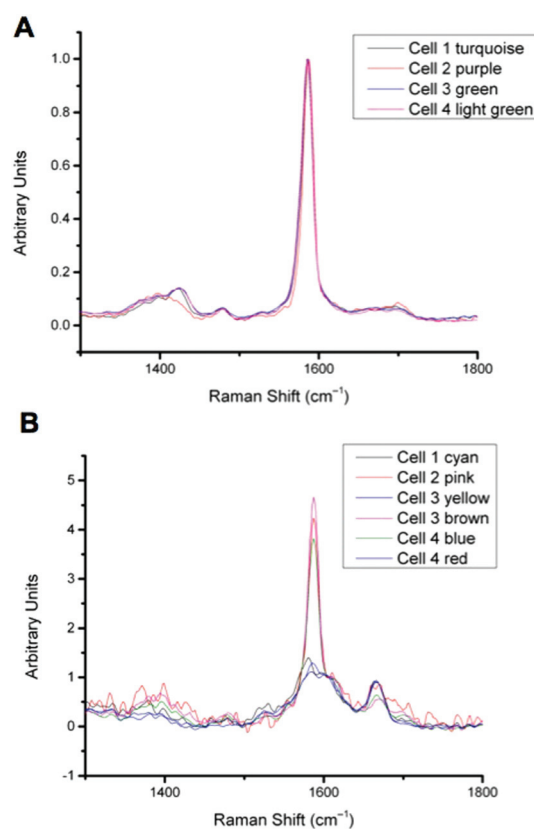 A
Cell 1 turquoise
Cell 2 purple
Cell 3 green
Cell 4 light green
1.0
0.8
0.6
0.4
0.2
0.0
Arbitrary Units
1400
1600
1800
Raman Shift (cm⁻¹)
B
Cell 1 cyan
Cell 2 pink
Cell 3 yellow
Cell 3 brown
Cell 4 blue
Cell 4 red
5
4
3
2
1
0
-1
Arbitrary Units
1400
1600
1800
Raman Shift (cm⁻¹)